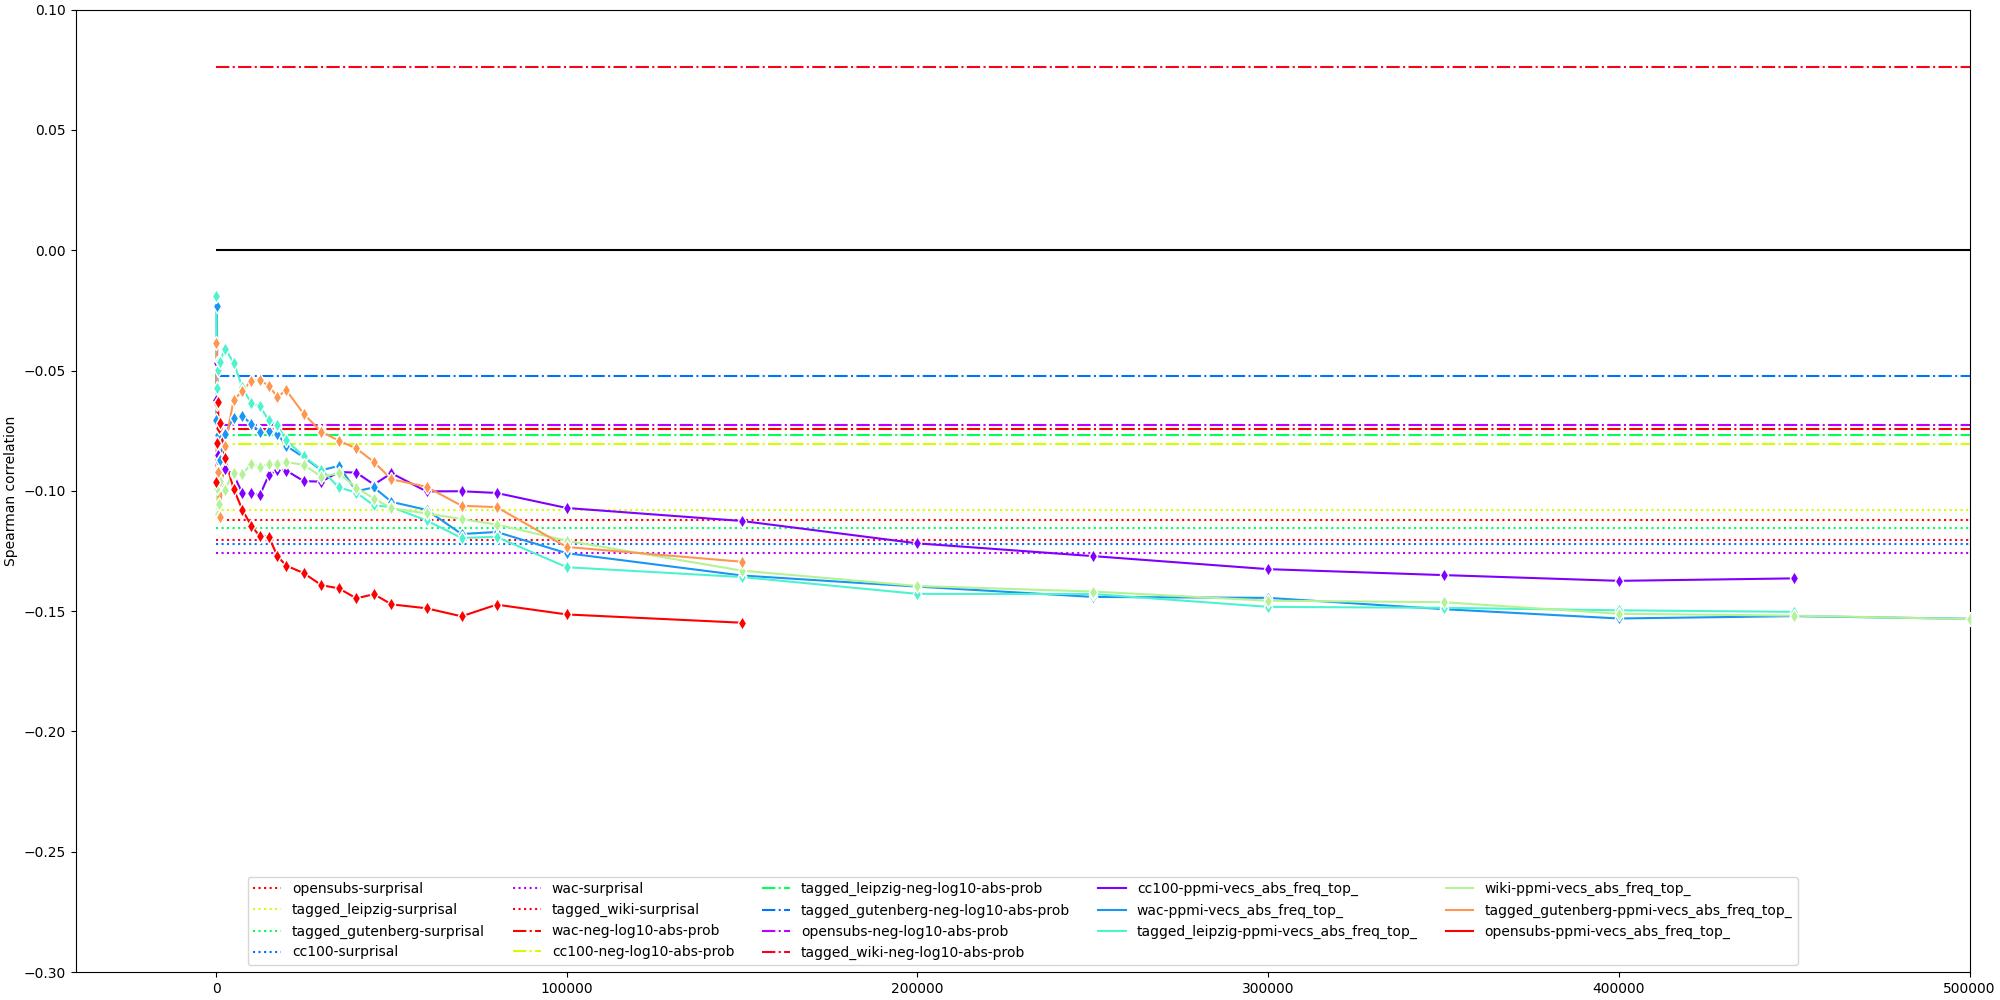 0.10
0.05
0.00
−0.05
−0.10
−0.15
−0.20
−0.25
−0.30
Spearman correlation
0
100000
200000
300000
400000
500000
opensubs-surprisal
tagged_leipzig-surprisal
tagged_gutenberg-surprisal
cc100-surprisal
wac-surprisal
tagged_wiki-surprisal
wac-neg-log10-abs-prob
cc100-neg-log10-abs-prob
tagged_leipzig-neg-log10-abs-prob
tagged_gutenberg-neg-log10-abs-prob
opensubs-neg-log10-abs-prob
tagged_wiki-neg-log10-abs-prob
cc100-ppmi-vecs_abs_freq_top_
wac-ppmi-vecs_abs_freq_top_
tagged_leipzig-ppmi-vecs_abs_freq_top_
wiki-ppmi-vecs_abs_freq_top_
tagged_gutenberg-ppmi-vecs_abs_freq_top_
opensubs-ppmi-vecs_abs_freq_top_